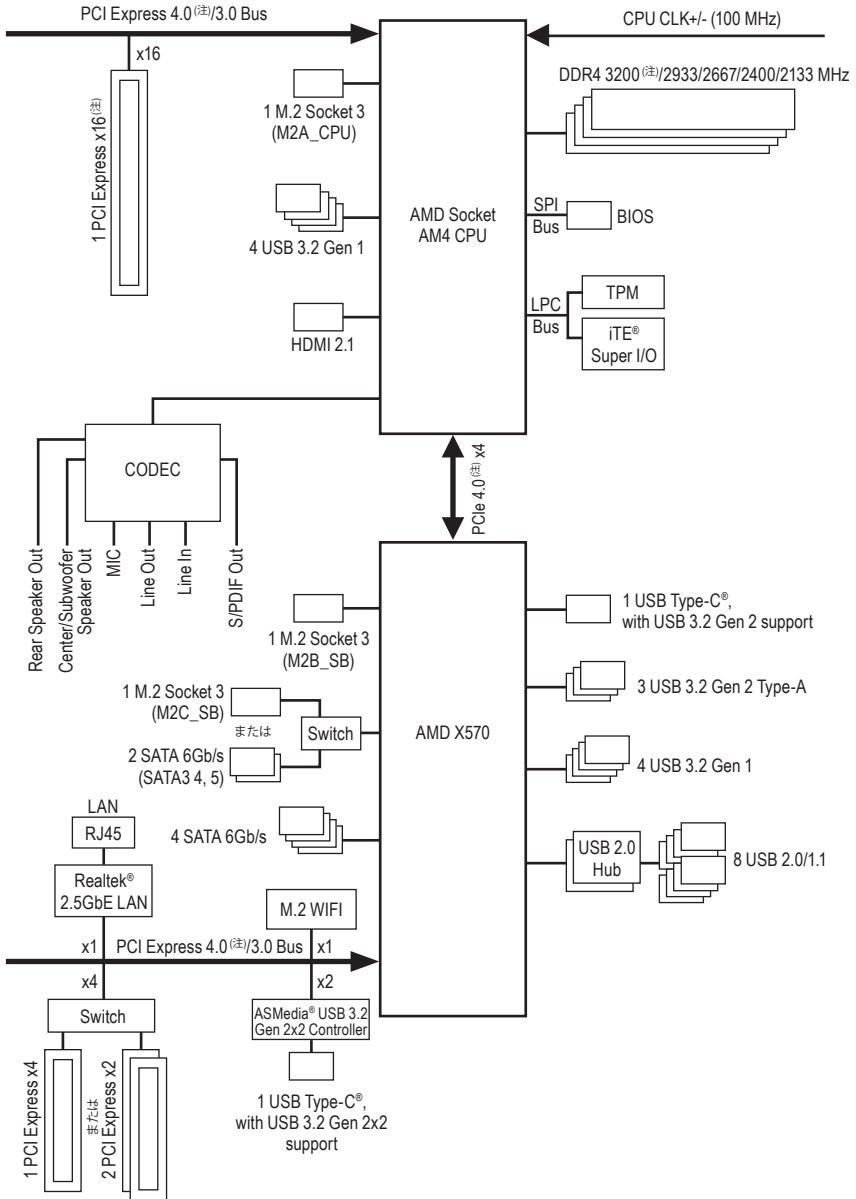 PCI Express 4.0(注)/3.0 Bus
CPU CLK+/- (100 MHz)
x16
1 PCI Express x16(注)
1 M.2 Socket 3
(M2A_CPU)
DDR4 3200(注)/2933/2667/2400/2133 MHz
4 USB 3.2 Gen 1
AMD Socket
AM4 CPU
SPI
Bus
BIOS
HDMI 2.1
LPC
Bus
TPM
iTE®
Super I/O
CODEC
PCIe 4.0(注) x4
Rear Speaker Out
Center/Subwoofer
Speaker Out
MIC
Line Out
Line In
S/PDIF Out
1 M.2 Socket 3
(M2B_SB)
1 USB Type-C®,
with USB 3.2 Gen 2 support
1 M.2 Socket 3
(M2C_SB)
または
2 SATA 6Gb/s
(SATA3 4, 5)
Switch
AMD X570
3 USB 3.2 Gen 2 Type-A
4 USB 3.2 Gen 1
4 SATA 6Gb/s
USB 2.0
Hub
8 USB 2.0/1.1
LAN
RJ45
Realtek®
2.5GbE LAN
M.2 WIFI
x1
PCI Express 4.0(注)/3.0 Bus
x1
x4
x2
Switch
ASMedia® USB 3.2
Gen 2x2 Controller
1 PCI Express x4
または
2 PCI Express x2
1 USB Type-C®,
with USB 3.2 Gen 2x2
support